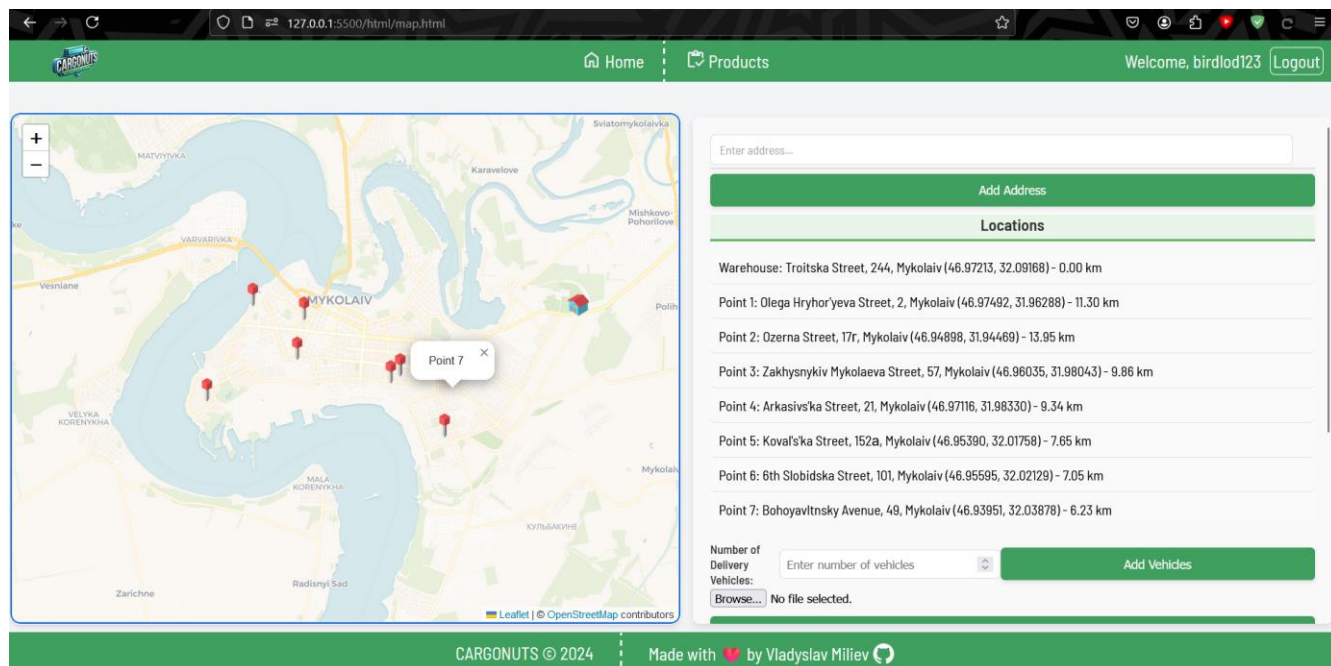 127.0.0.1:5500/html/map.html
CARGONUTS
Home
Products
Welcome, birdlod123
Logout
+
−
Sviatomykolaivka
MATVIYIVKA
Karavelove
Mishkovo-
Pohorilove
VARVARIVKA
Vesniane
MYKOLAIV
Polih
Point 7
×
VELYKA
KORENYKHA
MALA
KORENYKHA
Mykolaiv
КУЛЬБАКИНЕ
Radisnyi Sad
Zarichne
Leaflet | © OpenStreetMap contributors
Enter address...
Add Address
Locations
Warehouse: Troitska Street, 244, Mykolaiv (46.97213, 32.09168) - 0.00 km
Point 1: Olega Hryhor'yeva Street, 2, Mykolaiv (46.97492, 31.96288) - 11.30 km
Point 2: Ozerna Street, 17г, Mykolaiv (46.94898, 31.94469) - 13.95 km
Point 3: Zakhysnykiv Mykolaeva Street, 57, Mykolaiv (46.96035, 31.98043) - 9.86 km
Point 4: Arkasivs'ka Street, 21, Mykolaiv (46.97116, 31.98330) - 9.34 km
Point 5: Koval's'ka Street, 152а, Mykolaiv (46.95390, 32.01758) - 7.65 km
Point 6: 6th Slobidska Street, 101, Mykolaiv (46.95595, 32.02129) - 7.05 km
Point 7: Bohoyavltnsky Avenue, 49, Mykolaiv (46.93951, 32.03878) - 6.23 km
Number of
Delivery
Vehicles:
Enter number of vehicles
Add Vehicles
Browse...
No file selected.
CARGONUTS © 2024
Made with ❤ by Vladyslav Miliev